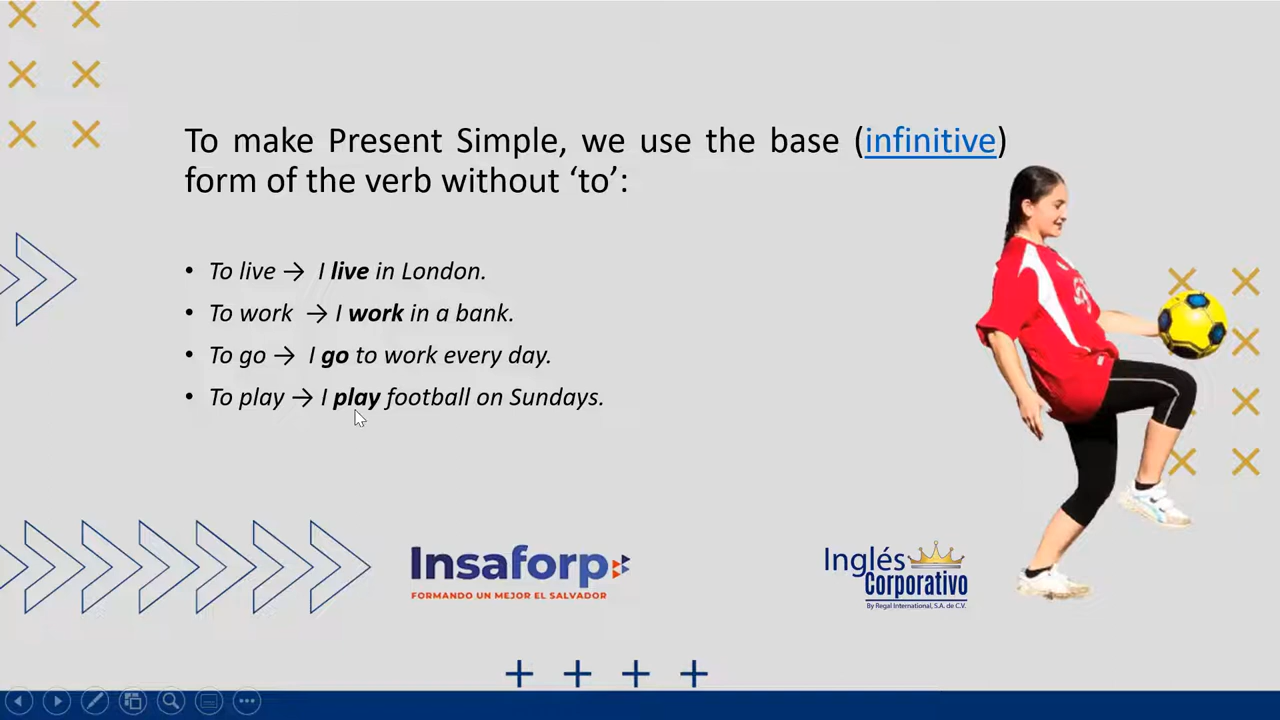 To make Present Simple, we use the base (infinitive)
form of the verb without ‘to’:
• To live → I live in London.
• To work → I work in a bank.
• To go → I go to work every day.
• To play → I play football on Sundays.
Insaforp
FORMANDO UN MEJOR EL SALVADOR
Inglés
Corporativo
By Regal International, S.A. de C.V.